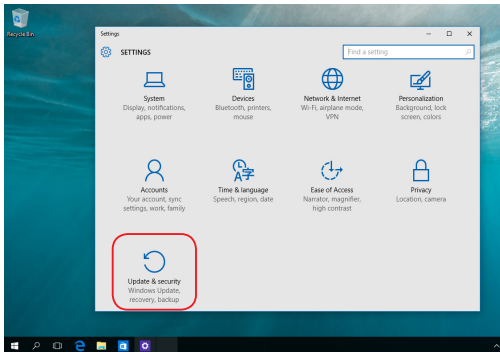 Recycle Bin
Settings
SETTINGS
Find a setting
System
Display, notifications,
apps, power
Devices
Bluetooth, printers,
mouse
Network & Internet
Wi-Fi, airplane mode,
VPN
Personalization
Background, lock
screen, colors
Accounts
Your account, sync
settings, work, family
Time & language
Speech, region, date
Ease of Access
Narrator, magnifier,
high contrast
Privacy
Location, camera
Update & security
Windows Update,
recovery, backup